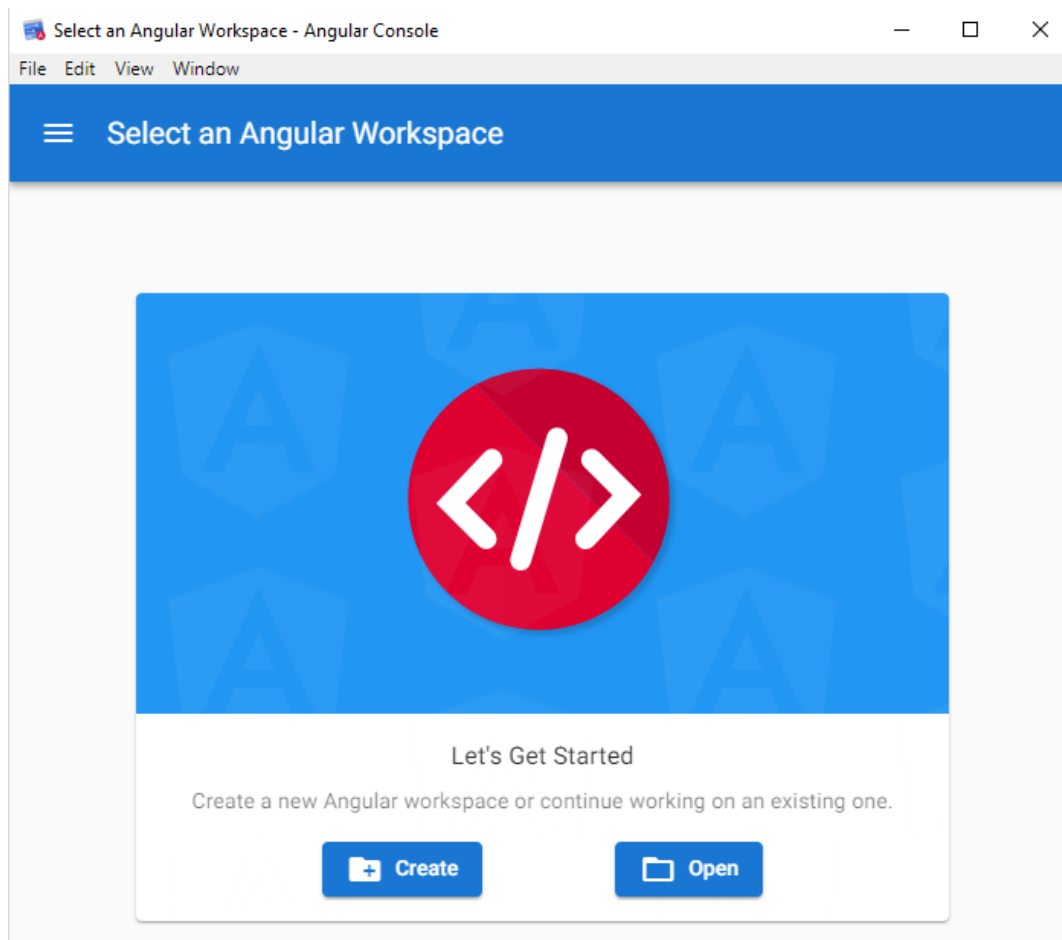 Select an Angular Workspace - Angular Console
File Edit View Window
Select an Angular Workspace
</>
Let's Get Started
Create a new Angular workspace or continue working on an existing one.
Create Open